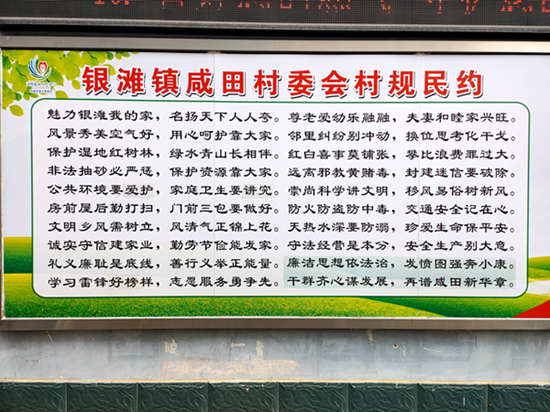 银滩镇咸田村委会村规民约
魅力银滩我的家，名扬天下人人夸。
风景秀美空气好，用心呵护靠大家。
保护湿地红树林，绿水青山长相伴。
非法抽砂必严惩，保护资源靠大家。
公共环境要爱护，家庭卫生要讲究。
房前屋后勤打扫，门前三包要做好。
文明乡风需树立，风清气正锦上花。
诚实守信建家业，勤劳节俭能发家。
礼义廉耻是底线，善行义举正能量。
学习雷锋好榜样，志愿服务勇争先。
尊老爱幼乐融融，夫妻和睦家兴旺。
邻里纠纷别冲动，换位思考化干戈。
红白喜事莫铺张，攀比浪费罪过大。
远离邪教黄赌毒，封建迷信要破除。
崇尚科学讲文明，移风易俗树新风。
防火防盗防中毒，交通安全记在心。
天热水深要防溺，珍爱生命保平安。
守法经营是本分，安全生产别大意。
廉洁思想依法治，发愤图强奔小康。
干群齐心谋发展，再谱咸田新华章。